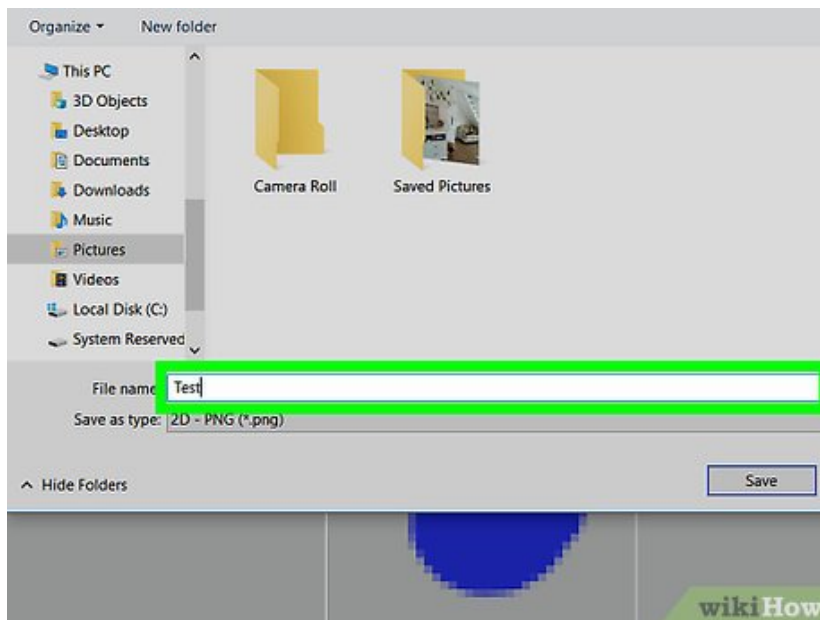 Organize New folder
This PC
3D Objects
Desktop
Documents
Downloads
Music
Pictures
Videos
Local Disk (C:)
System Reserved
Camera Roll Saved Pictures
File name Test
Save as type: 2D - PNG (*.png)
Hide Folders Save
wikiHow